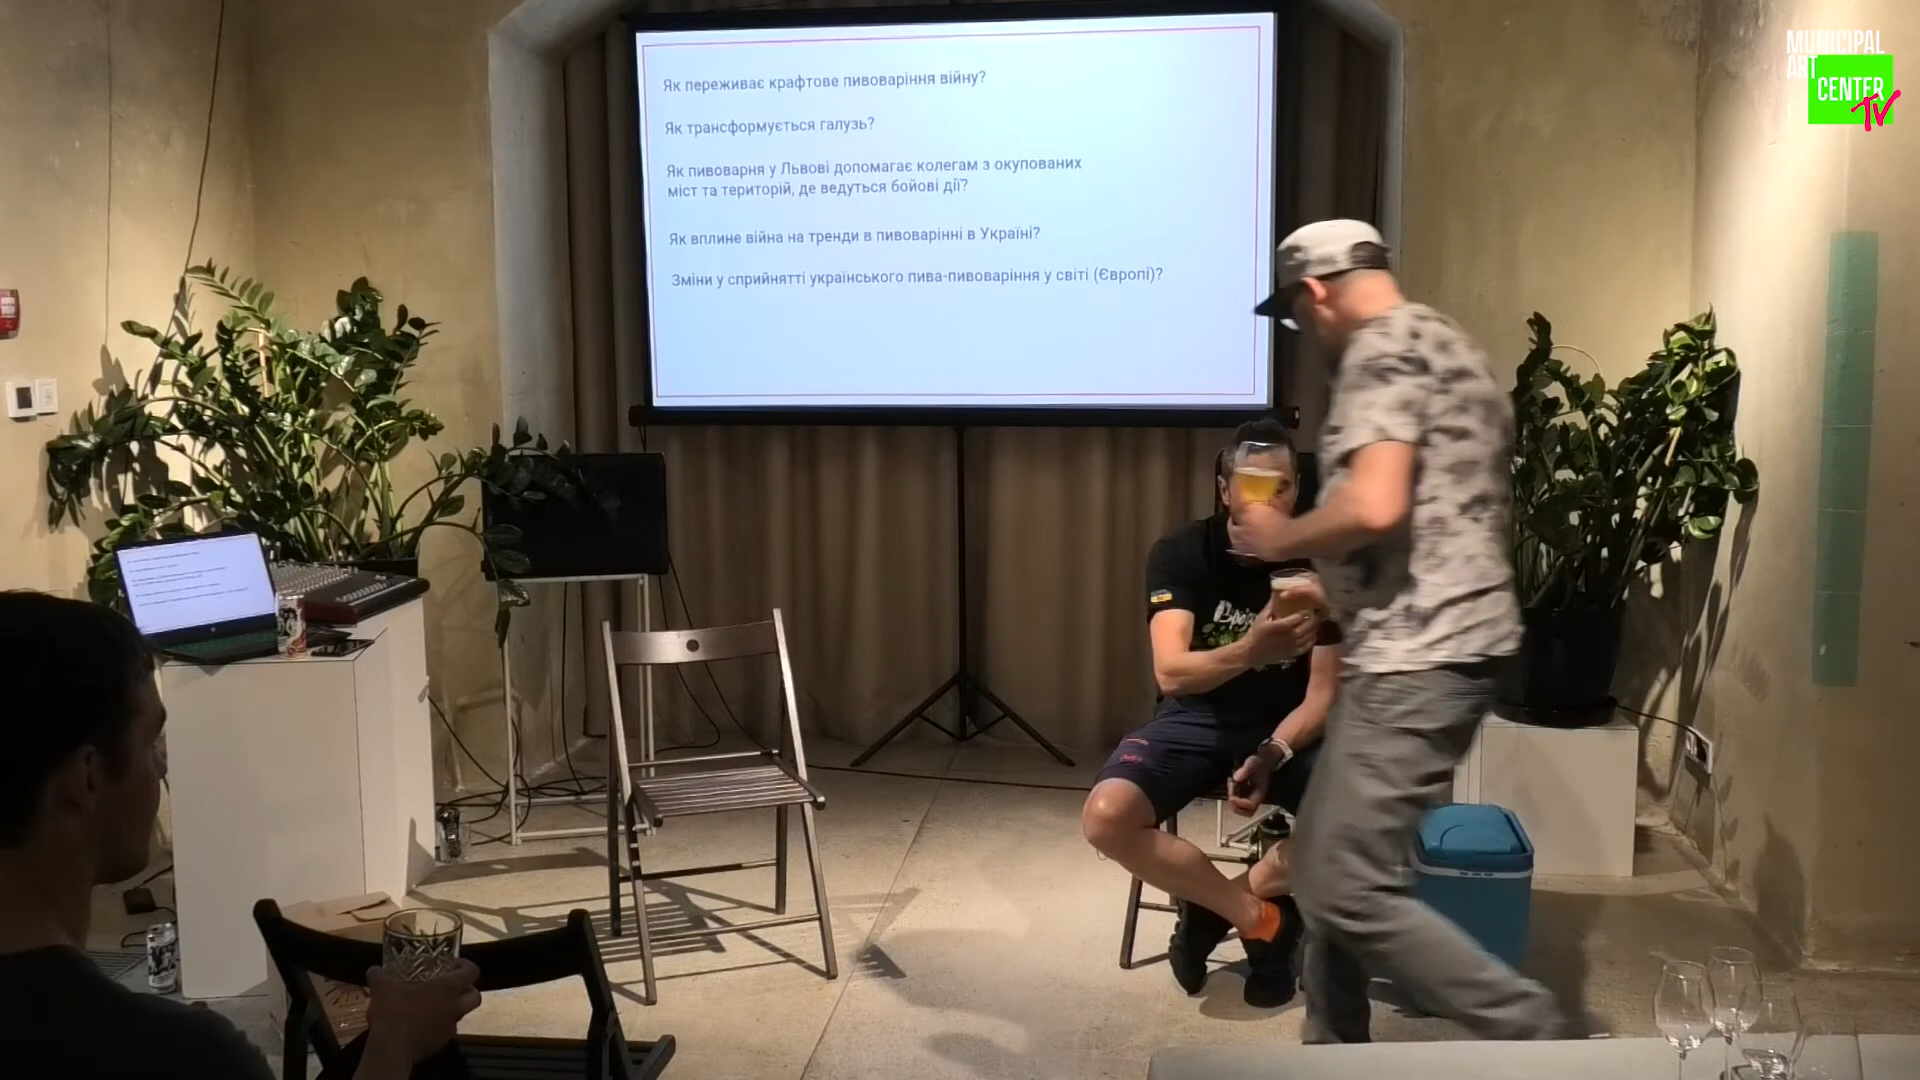 Як переживає крафтове пивоваріння війну?
Як трансформується галузь?
Як пивоварня у Львові допомагає колегам з окупованих
міст та територій, де ведуться бойові дії?
Як вплине війна на тренди в пивоварінні в Україні?
Зміни у сприйнятті українського пива-пивоваріння у світі (Європі)?
MUNICIPAL
ART
CENTER
TV